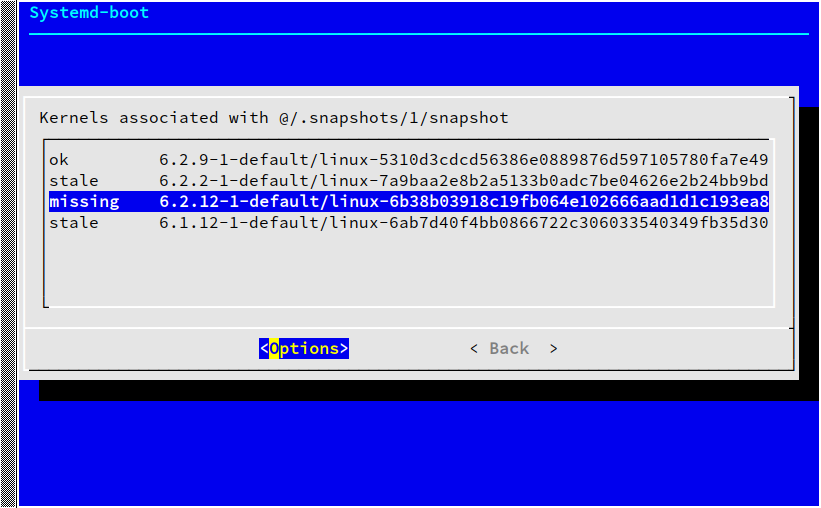 Systemd-boot
Kernels associated with @/.snapshots/1/snapshot
ok 6.2.9-1-default/linux-5310d3cdcd56386e0889876d597105780fa7e49
stale 6.2.2-1-default/linux-7a9baa2e8b2a5133b0adc7be04626e2b24bb9bd
missing 6.2.12-1-default/linux-6b38b03918c19fb064e102666aad1d1c193ea8
stale 6.1.12-1-default/linux-6ab7d40f4bb0866722c306033540349fb35d30
<Options> < Back >